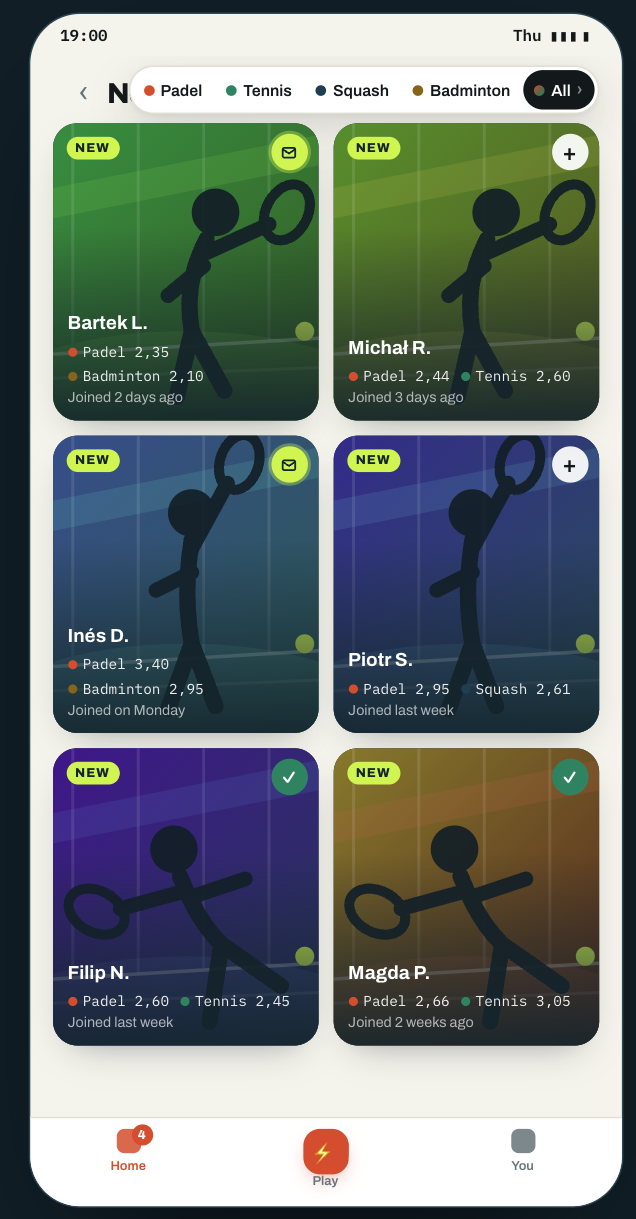 19:00 Thu
‹ N Padel Tennis Squash Badminton All ›
NEW
Bartek L.
Padel 2,35
Badminton 2,10
Joined 2 days ago
NEW +
Michał R.
Padel 2,44 Tennis 2,60
Joined 3 days ago
NEW
Inés D.
Padel 3,40
Badminton 2,95
Joined on Monday
NEW +
Piotr S.
Padel 2,95 Squash 2,61
Joined last week
NEW
Filip N.
Padel 2,60 Tennis 2,45
Joined last week
NEW
Magda P.
Padel 2,66 Tennis 3,05
Joined 2 weeks ago
4
Home
Play
You